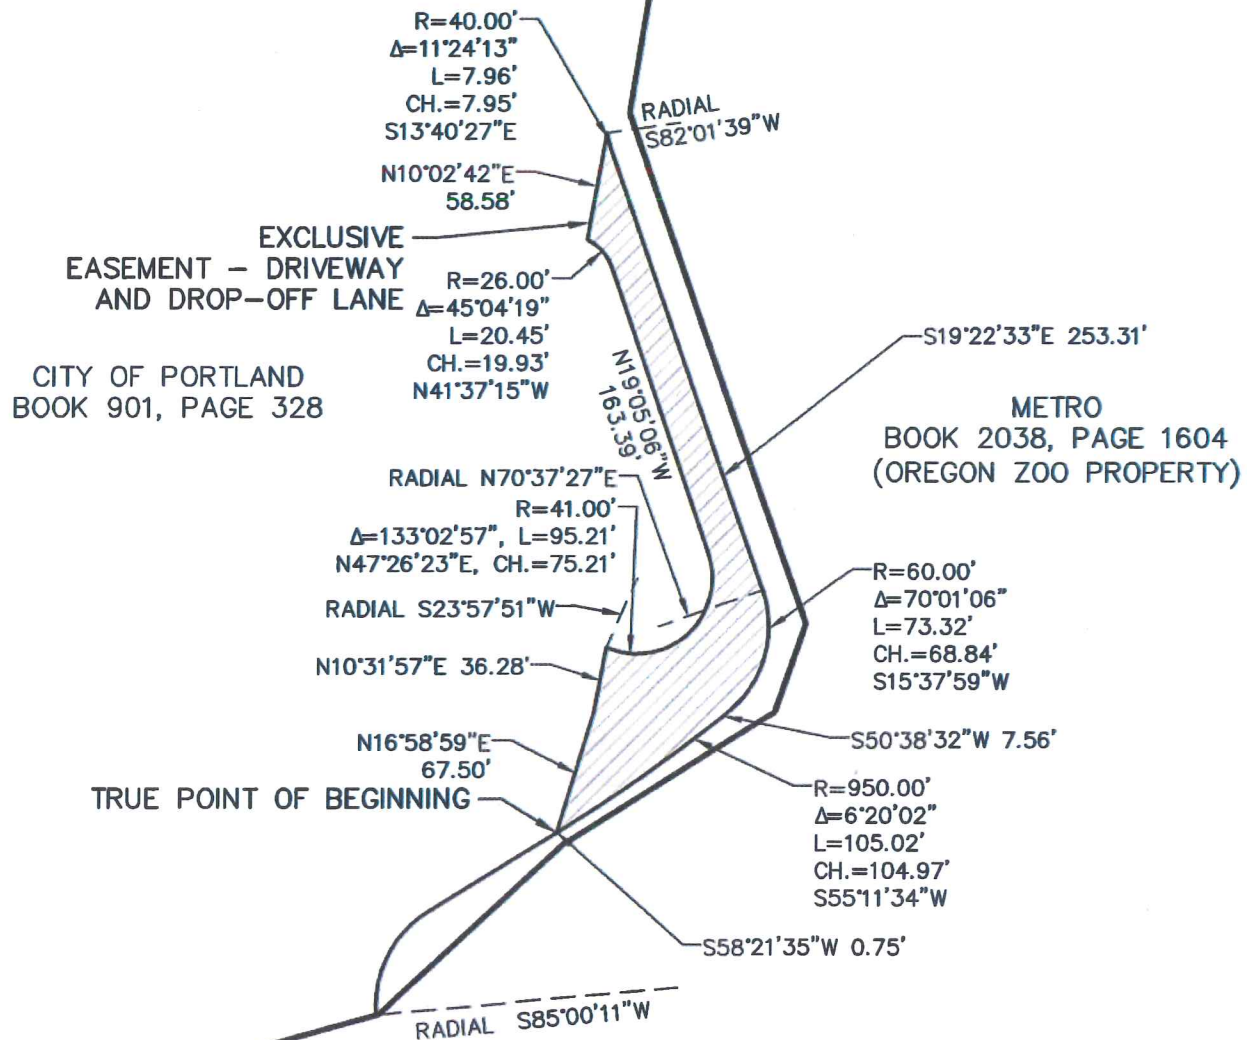 R=40.00'
Δ=11°24'13"
L=7.96'
CH.=7.95'
S13°40'27"E
RADIAL
S82°01'39"W
N10°02'42"E
58.58'
EXCLUSIVE
EASEMENT – DRIVEWAY
AND DROP-OFF LANE
R=26.00'
Δ=45°04'19"
L=20.45'
CH.=19.93'
N41°37'15"W
CITY OF PORTLAND
BOOK 901, PAGE 328
S19°22'33"E 253.31'
N19°05'06"W
163.39'
METRO
BOOK 2038, PAGE 1604
(OREGON ZOO PROPERTY)
RADIAL N70°37'27"E
R=41.00'
Δ=133°02'57", L=95.21'
N47°26'23"E, CH.=75.21'
RADIAL S23°57'51"W
R=60.00'
Δ=70°01'06"
L=73.32'
CH.=68.84'
S15°37'59"W
N10°31'57"E 36.28'
N16°58'59"E
67.50'
S50°38'32"W 7.56'
TRUE POINT OF BEGINNING
R=950.00'
Δ=6°20'02"
L=105.02'
CH.=104.97'
S55°11'34"W
S58°21'35"W 0.75'
RADIAL S85°00'11"W